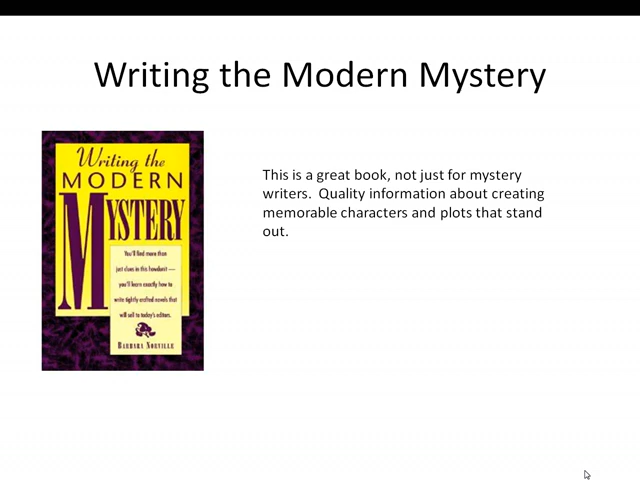 Writing the Modern Mystery
Writing the
MODERN
MYSTERY
You'll find more than
just clues in this howdunit—
you'll learn exactly how to
write tightly crafted novels that
will sell to today's editors.
BARBARA NORVILLE
This is a great book, not just for mystery
writers.  Quality information about creating
memorable characters and plots that stand
out.